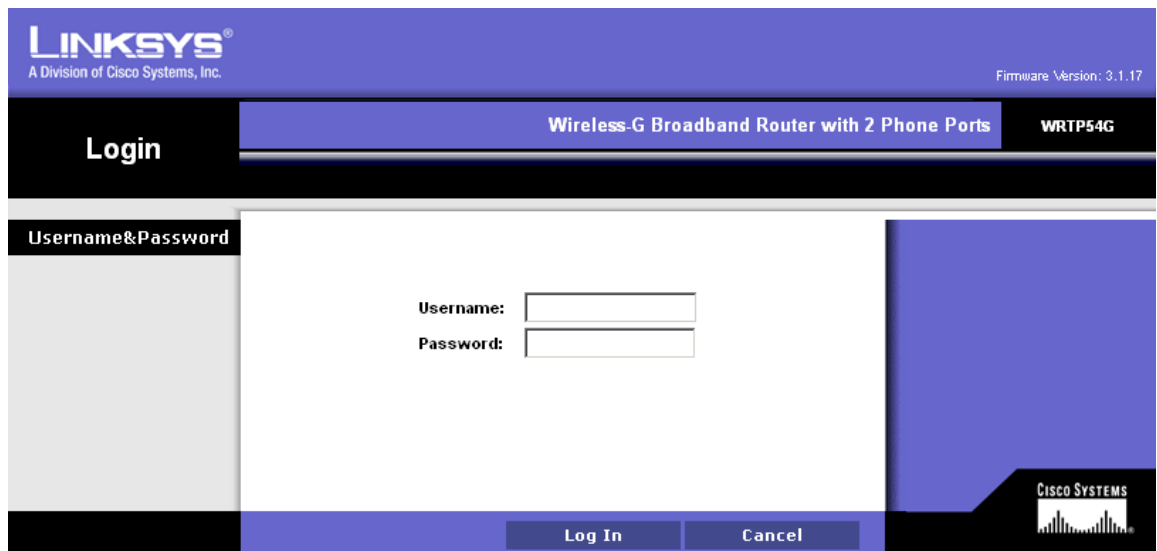 LINKSYS®
A Division of Cisco Systems, Inc.
Firmware Version: 3.1.17
Login
Wireless-G Broadband Router with 2 Phone Ports
WRTP54G
Username&Password
Username:
Password:
Log In
Cancel
CISCO SYSTEMS